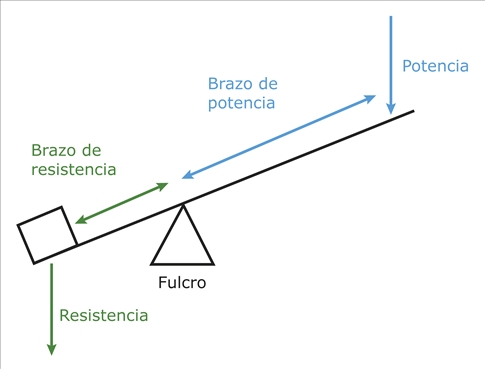 Potencia
Brazo de
potencia
Brazo de
resistencia
Fulcro
Resistencia